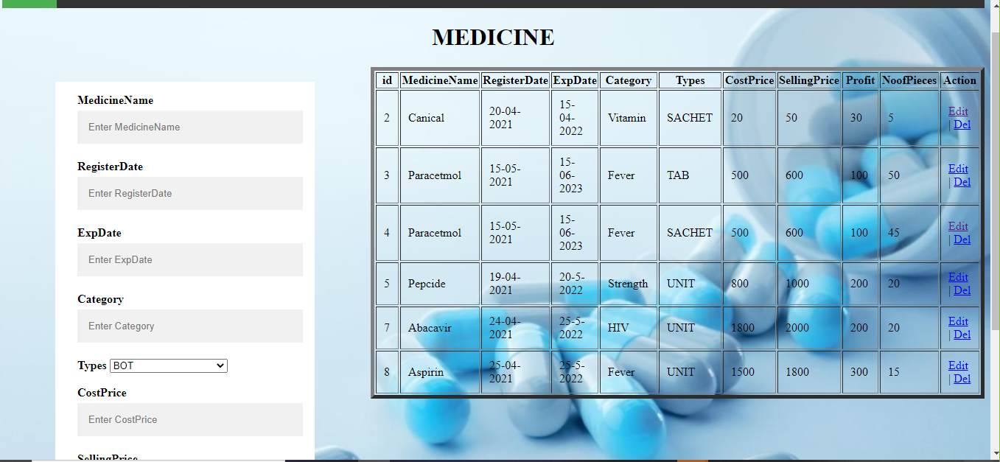 MEDICINE
MedicineName
Enter MedicineName
RegisterDate
Enter RegisterDate
ExpDate
Enter ExpDate
Category
Enter Category
Types BOT
CostPrice
Enter CostPrice
SellingPrice
id MedicineName RegisterDate ExpDate Category Types CostPrice SellingPrice Profit NoofPieces Action
2 Canical 20-04-2021 15-04-2022 Vitamin SACHET 20 50 30 5 Edit | Del
3 Paracetmol 15-05-2021 15-06-2023 Fever TAB 500 600 100 50 Edit | Del
4 Paracetmol 15-05-2021 15-06-2023 Fever SACHET 500 600 100 45 Edit | Del
5 Pepcide 19-04-2021 20-5-2022 Strength UNIT 800 1000 200 20 Edit | Del
7 Abacavir 24-04-2021 25-5-2022 HIV UNIT 1800 2000 200 20 Edit | Del
8 Aspirin 25-04-2021 25-5-2022 Fever UNIT 1500 1800 300 15 Edit | Del